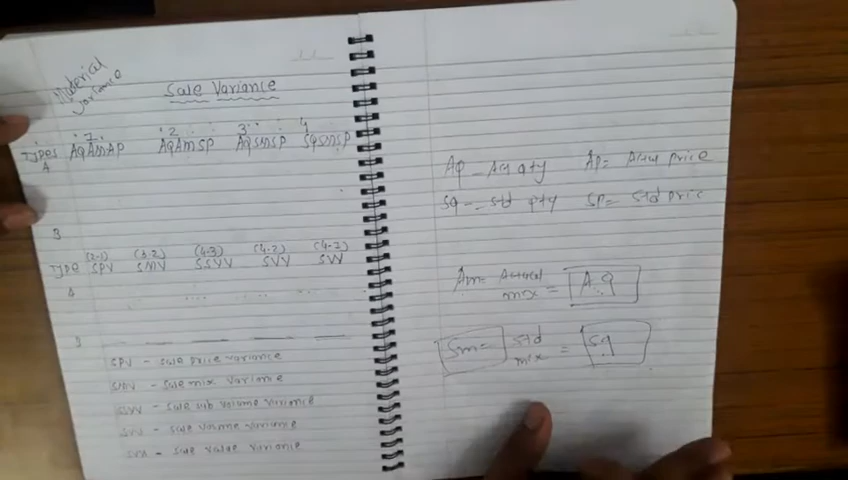 Material
variance
Sale Variance
1 2 3 4
Types AQAMAP AQAMSP AQSMSP SQSMSP
A
B
(2-1) (3-2) (4-3) (4-2) (4-1)
Type SPV SMV SSVV SVV SVV
A
B
SPV - Sale price variance
SMV - Sale mix variance
SSVV - Sale sub volume variance
SVV - Sale volume variance
SVV - Sale value variance
AQ - Act qty AP = Actual price
SQ - Std qty SP = Std price
Am = Actual
mix = AQ
Sm = std
mix = SQ